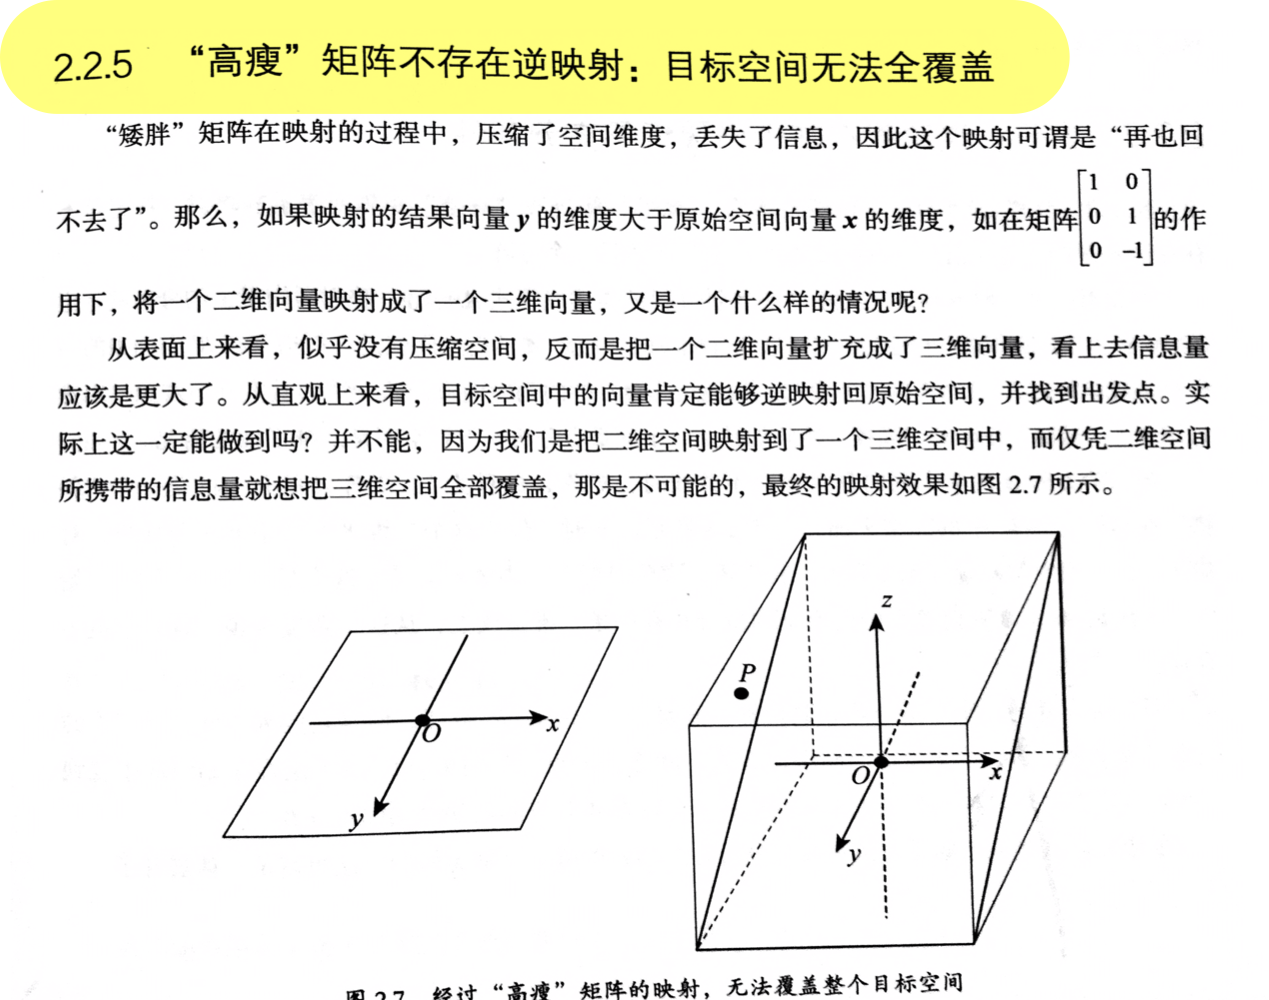 2.2.5 “高瘦”矩阵不存在逆映射：目标空间无法全覆盖
“矮胖”矩阵在映射的过程中，压缩了空间维度，丢失了信息，因此这个映射可谓是“再也回
不去了”。那么，如果映射的结果向量 y 的维度大于原始空间向量 x 的维度，如在矩阵[1 0; 0 1; 0 -1]的作
用下，将一个二维向量映射成了一个三维向量，又是一个什么样的情况呢？
从表面上来看，似乎没有压缩空间，反而是把一个二维向量扩充成了三维向量，看上去信息量
应该是更大了。从直观上来看，目标空间中的向量肯定能够逆映射回原始空间，并找到出发点。实
际上这一定能做到吗？并不能，因为我们是把二维空间映射到了一个三维空间中，而仅凭二维空间
所携带的信息量就想把三维空间全部覆盖，那是不可能的，最终的映射效果如图 2.7 所示。
O
x
y
z
P
O
x
y
图 2.7 经过“高瘦”矩阵的映射，无法覆盖整个目标空间